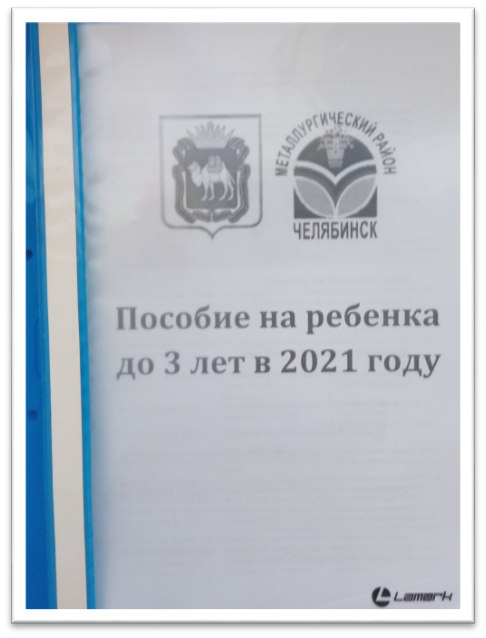 МЕТАЛЛУРГИЧЕСКИЙ РАЙОН
ЧЕЛЯБИНСК
Пособие на ребенка
до 3 лет в 2021 году
Lamark